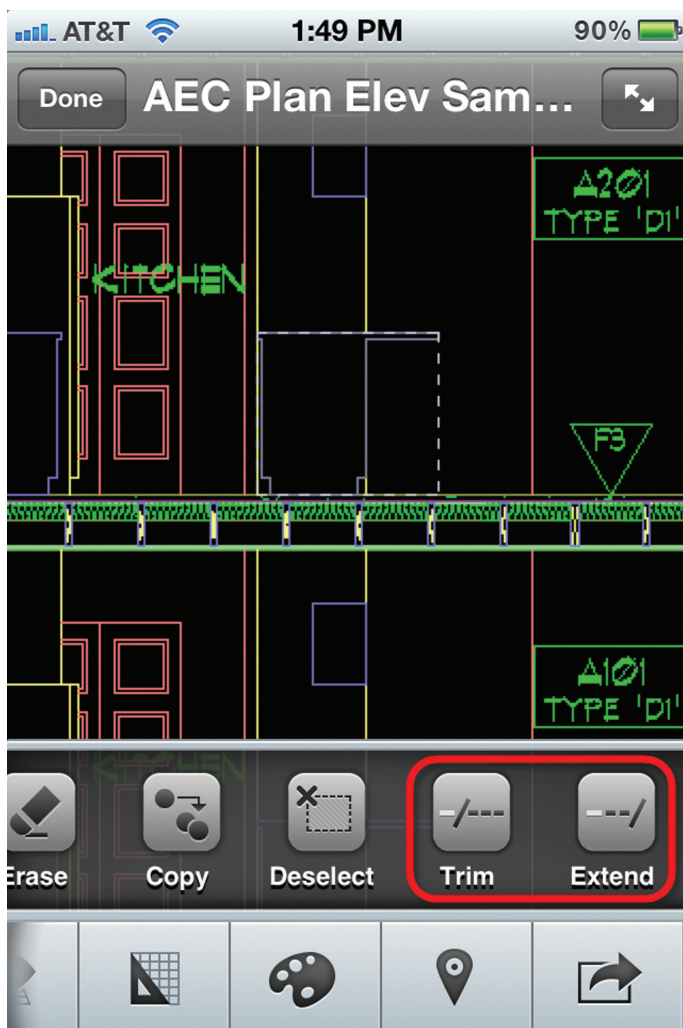 AT&T 1:49 PM 90%
Done AEC Plan Elev Sam...
A201
TYPE 'D1'
KITCHEN
F3
A101
TYPE 'D1'
KITCHEN
Erase Copy Deselect Trim Extend